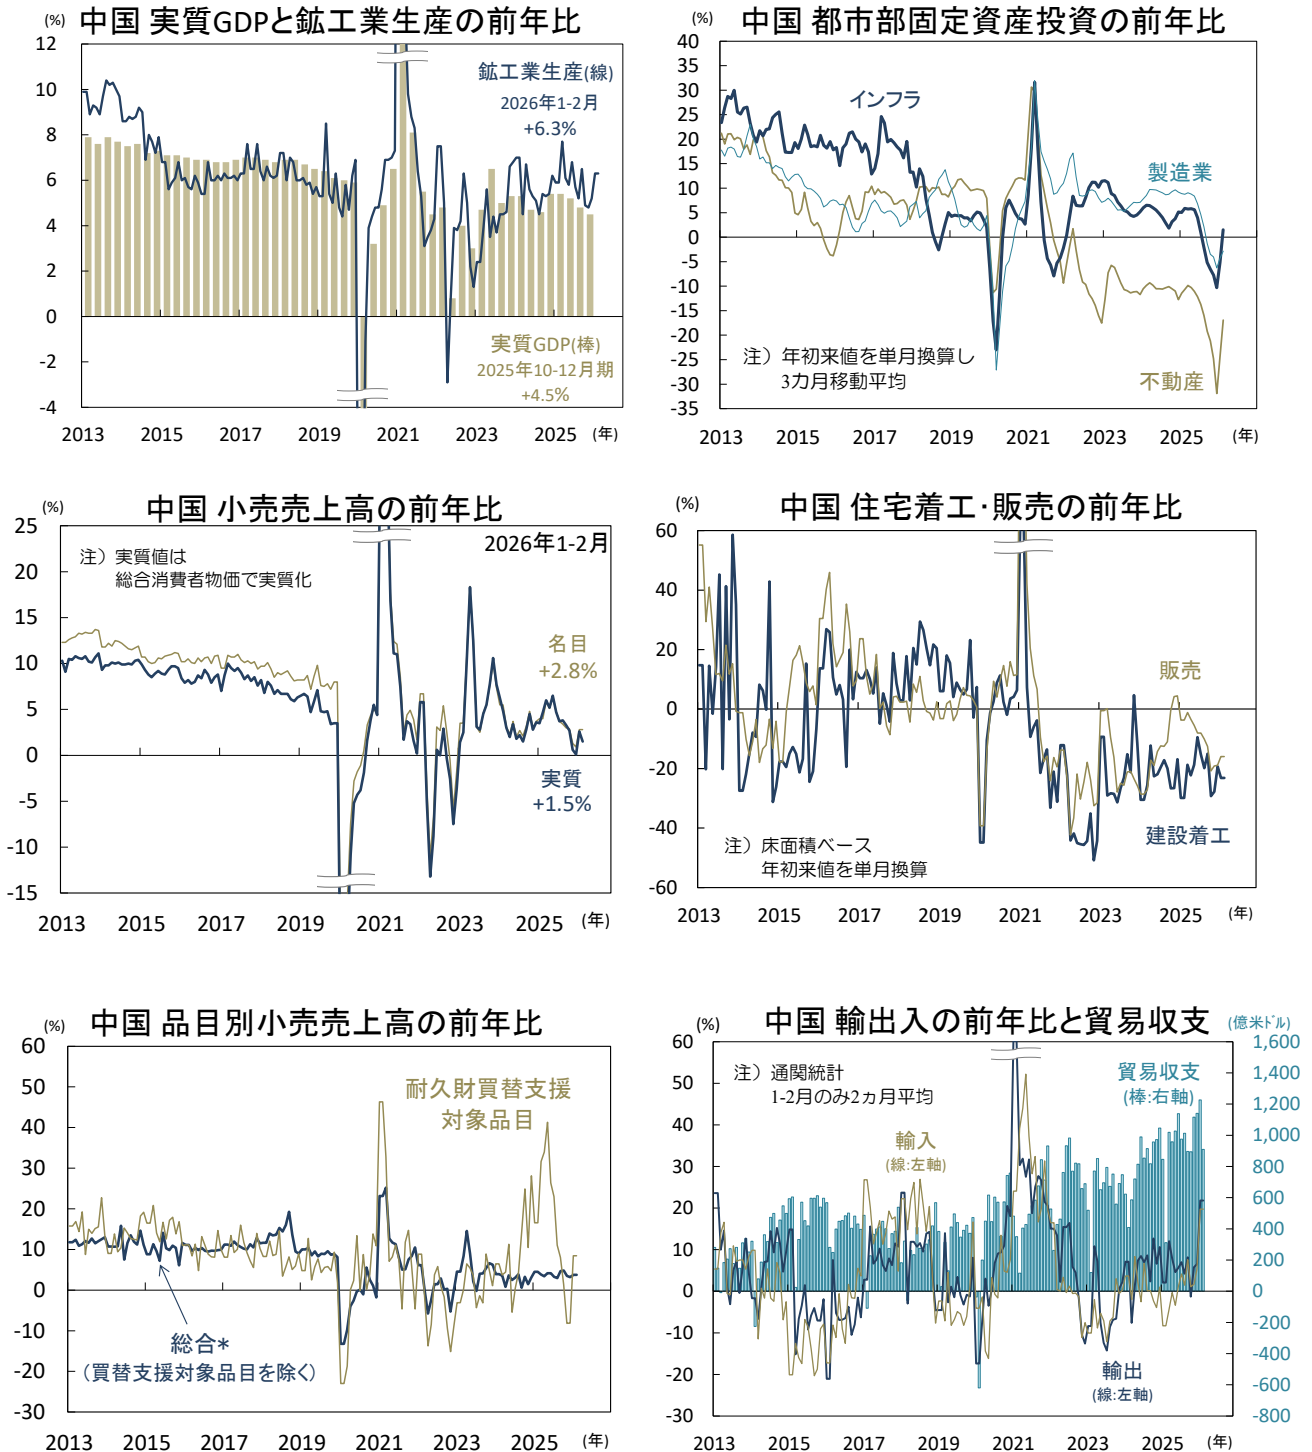 中国 実質GDPと鉱工業生産の前年比
(%)
12
10
8
6
4
2
0
-2
-4
鉱工業生産(線)
2026年1-2月
+6.3%
実質GDP(棒)
2025年10-12月期
+4.5%
2013 2015 2017 2019 2021 2023 2025 (年)
中国 都市部固定資産投資の前年比
(%)
40
35
30
25
20
15
10
5
0
-5
-10
-15
-20
-25
-30
-35
インフラ
製造業
不動産
注）年初来値を単月換算し
3カ月移動平均
2013 2015 2017 2019 2021 2023 2025 (年)
中国 小売売上高の前年比
(%)
25
20
15
10
5
0
-5
-10
-15
注）実質値は
総合消費者物価で実質化
2026年1-2月
名目
+2.8%
実質
+1.5%
2013 2015 2017 2019 2021 2023 2025 (年)
中国 住宅着工･販売の前年比
(%)
60
40
20
0
-20
-40
-60
販売
建設着工
注）床面積ベース
年初来値を単月換算
2013 2015 2017 2019 2021 2023 2025 (年)
中国 品目別小売売上高の前年比
(%)
60
50
40
30
20
10
0
-10
-20
-30
耐久財買替支援
対象品目
総合*
（買替支援対象品目を除く）
2013 2015 2017 2019 2021 2023 2025 (年)
中国 輸出入の前年比と貿易収支
(%)
(億米ﾄﾞﾙ)
60
50
40
30
20
10
0
-10
-20
-30
1,600
1,400
1,200
1,000
800
600
400
200
0
-200
-400
-600
-800
注）通関統計
1-2月のみ2ヵ月平均
貿易収支
(棒:右軸)
輸入
(線:左軸)
輸出
(線:左軸)
2013 2015 2017 2019 2021 2023 2025 (年)